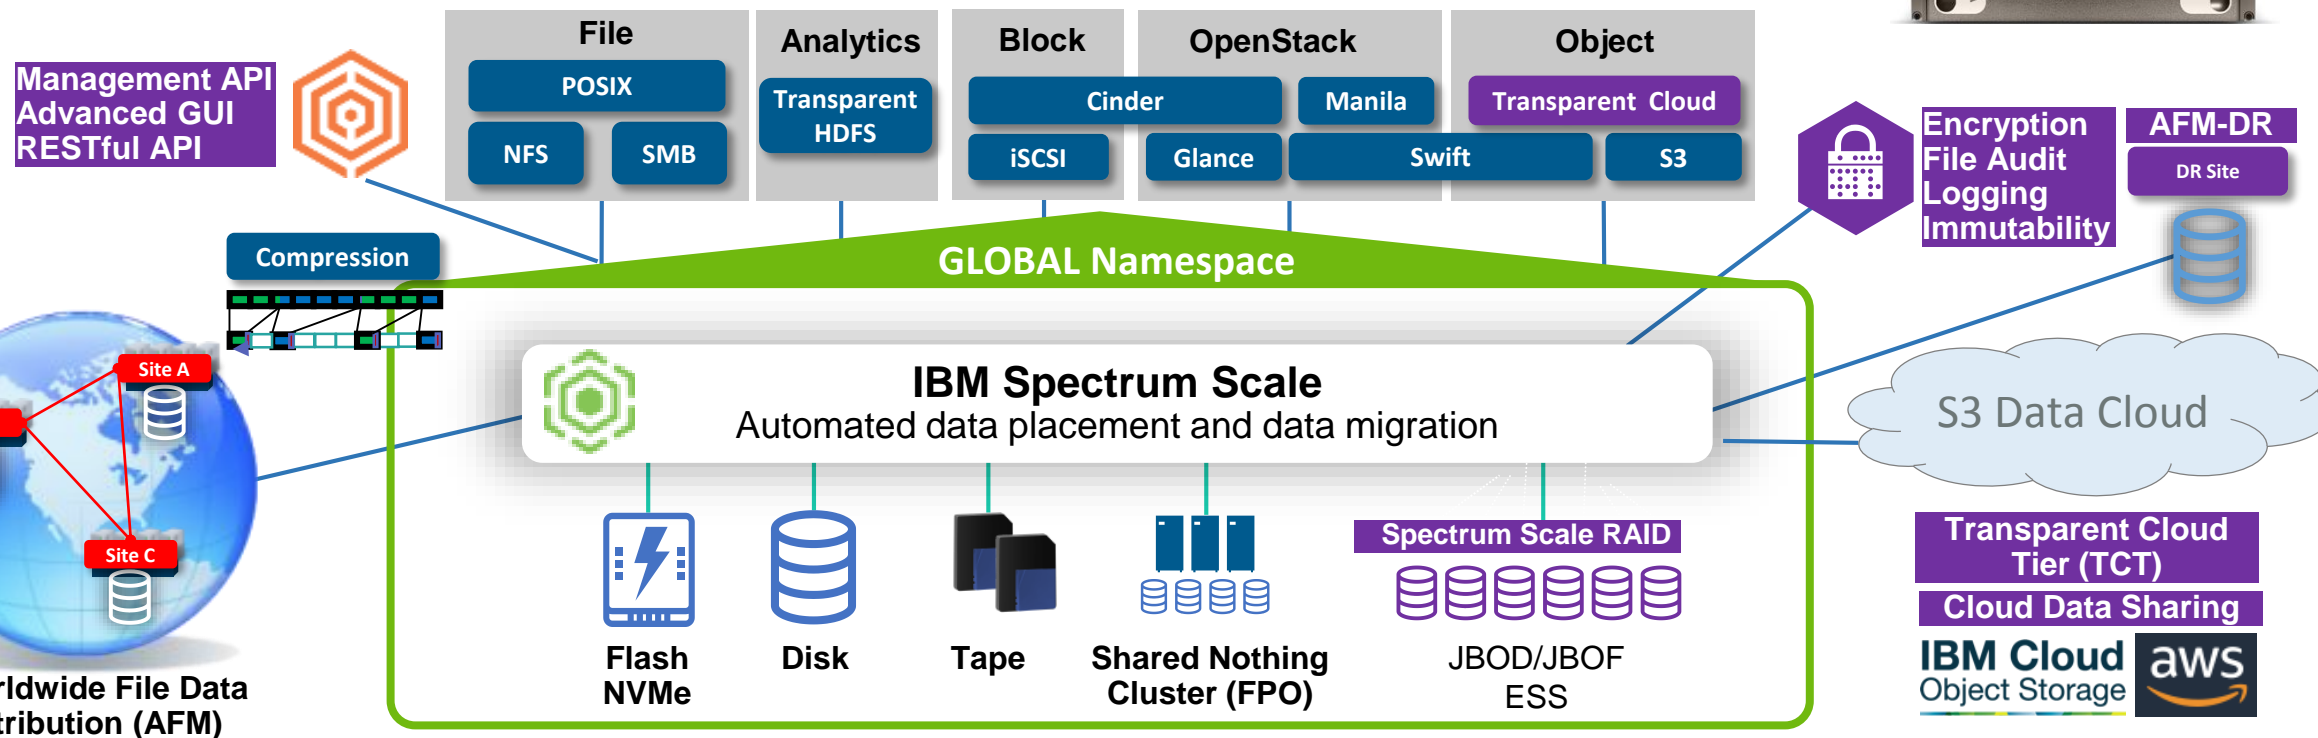 Management API
Advanced GUI
RESTful API
File
POSIX
NFS
SMB
Analytics
Transparent
HDFS
Block
OpenStack
Object
Cinder
Manila
Transparent Cloud
iSCSI
Glance
Swift
S3
Encryption
File Audit
Logging
Immutability
AFM-DR
DR Site
Compression
GLOBAL Namespace
Site A
Site C
IBM Spectrum Scale
Automated data placement and data migration
S3 Data Cloud
Spectrum Scale RAID
Flash
NVMe
Disk
Tape
Shared Nothing
Cluster (FPO)
JBOD/JBOF
ESS
Transparent Cloud
Tier (TCT)
Cloud Data Sharing
IBM Cloud
Object Storage
aws
rldwide File Data
tribution (AFM)